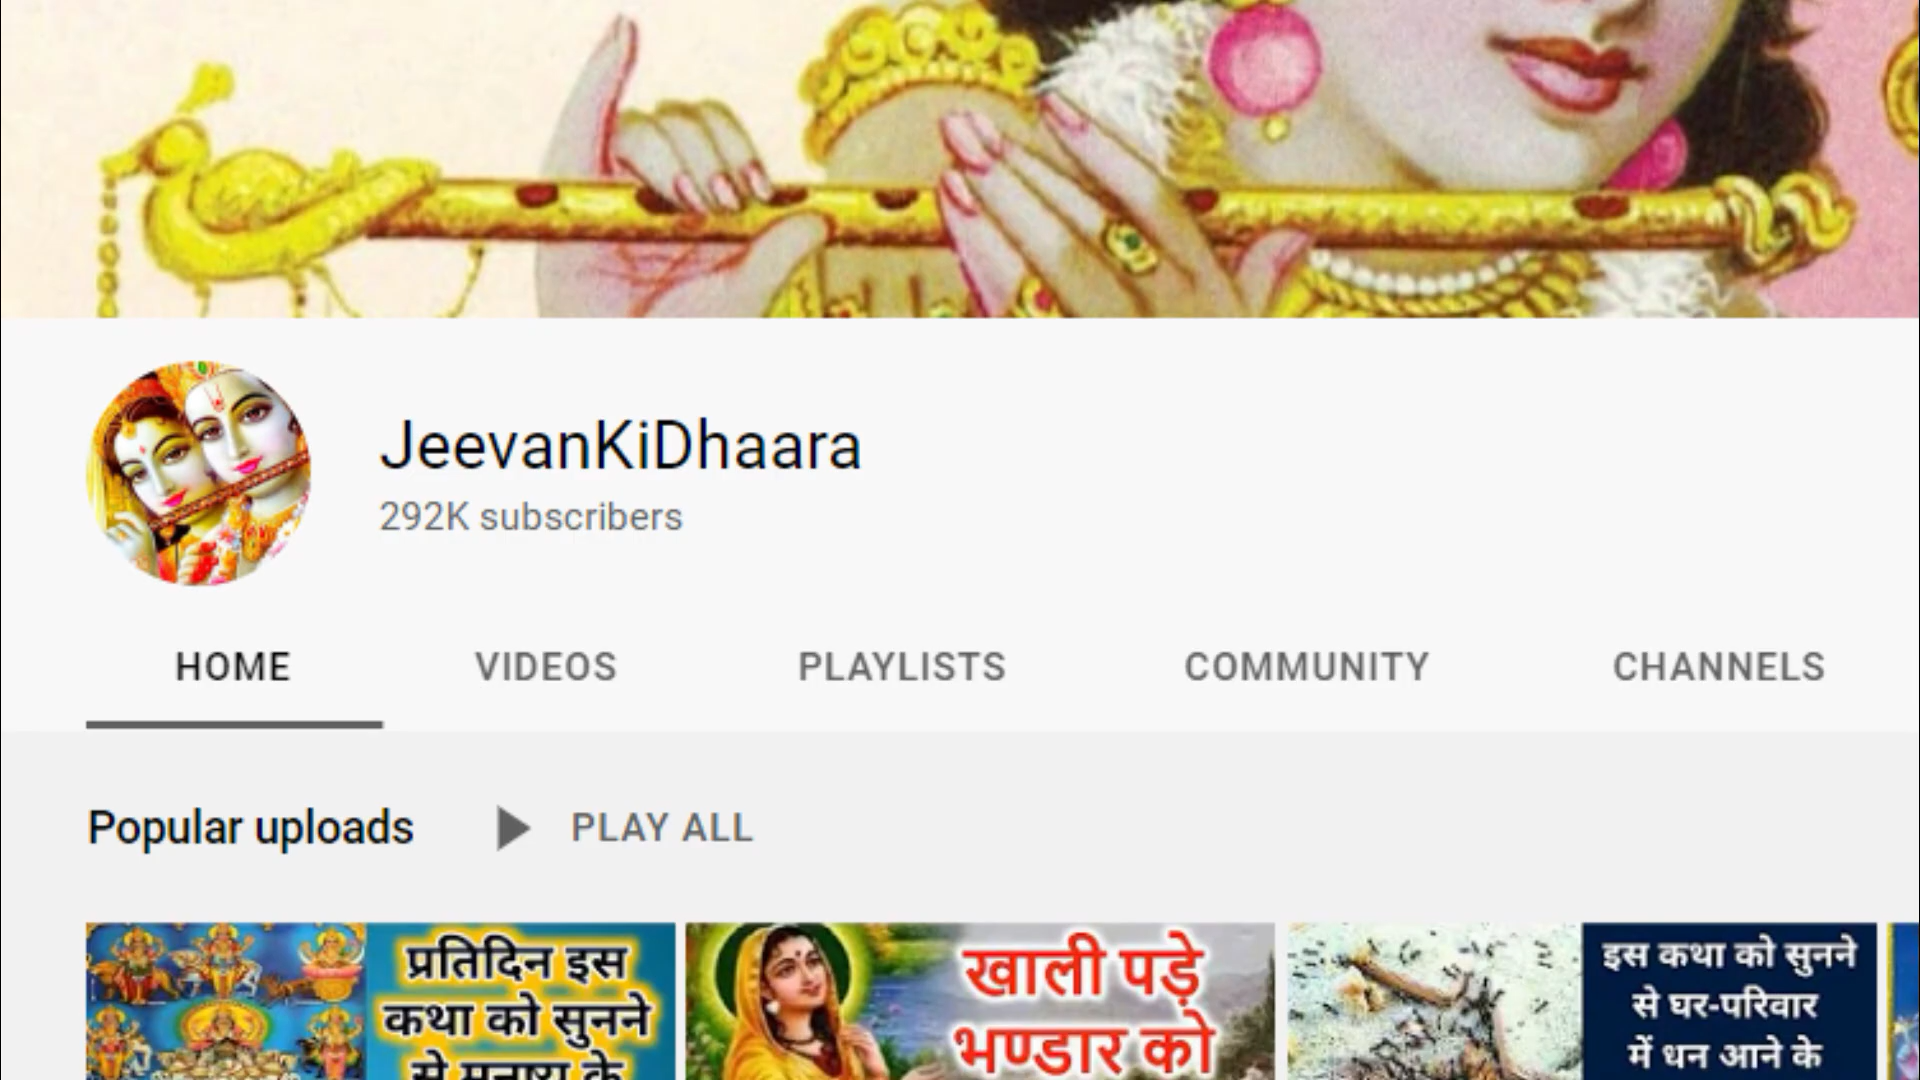 JeevanKiDhaara
292K subscribers
HOME VIDEOS PLAYLISTS COMMUNITY CHANNELS
Popular uploads PLAY ALL
प्रतिदिन इस
कथा को सुनने
खाली पड़े
भण्डार को
इस कथा को सुनने
से घर-परिवार
में धन आने के